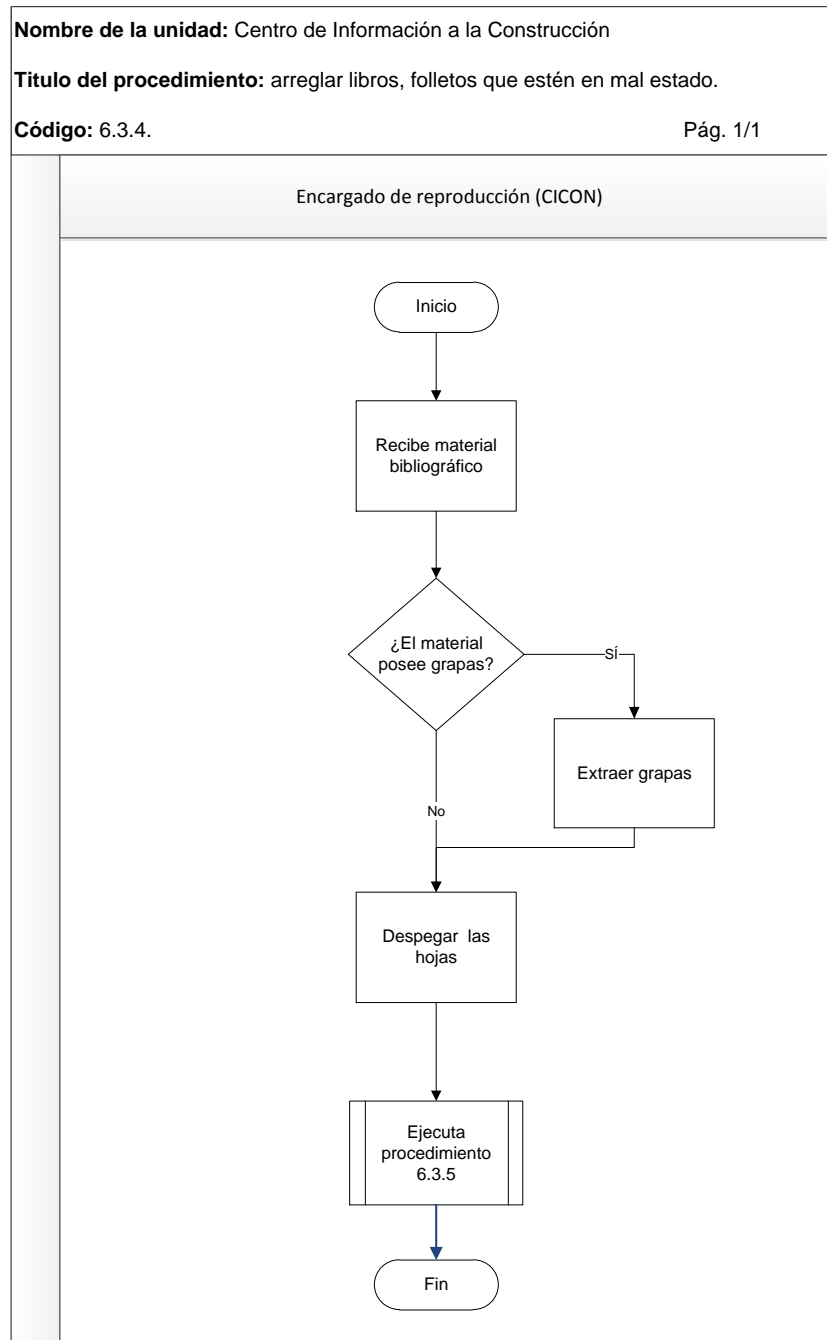 Nombre de la unidad: Centro de Información a la Construcción
Titulo del procedimiento: arreglar libros, folletos que estén en mal estado.
Código: 6.3.4. Pág. 1/1
Encargado de reproducción (CICON)
Inicio
Recibe material
bibliográfico
¿El material
posee grapas?
SÍ
Extraer grapas
No
Despegar las
hojas
Ejecuta
procedimiento
6.3.5
Fin